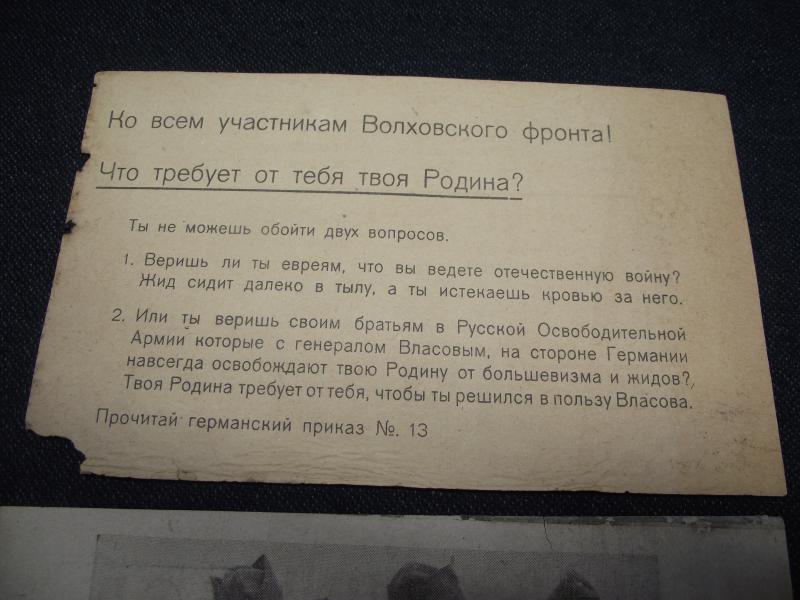 Ко всем участникам Волховского фронта!
Что требует от тебя твоя Родина?
Ты не можешь обойти двух вопросов.
1. Веришь ли ты евреям, что вы ведете отечественную войну?
Жид сидит далеко в тылу, а ты истекаешь кровью за него.
2. Или ты веришь своим братьям в Русской Освободительной
Армии которые с генералом Власовым, на стороне Германии
навсегда освобождают твою Родину от большевизма и жидов?
Твоя Родина требует от тебя, чтобы ты решился в пользу Власова.
Прочитай германский приказ №. 13